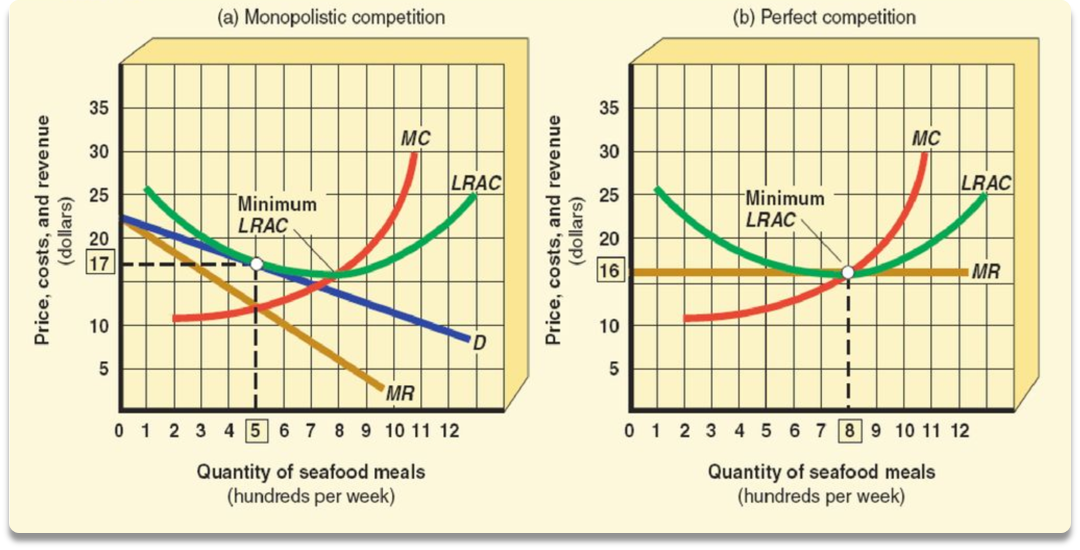 (a) Monopolistic competition
Price, costs, and revenue
(dollars)
35
30
25
20
17
10
5
MC
LRAC
Minimum
LRAC
D
MR
0 1 2 3 4 5 6 7 8 9 10 11 12
Quantity of seafood meals
(hundreds per week)
(b) Perfect competition
Price, costs, and revenue
(dollars)
35
30
25
20
16
10
5
MC
LRAC
Minimum
LRAC
MR
0 1 2 3 4 5 6 7 8 9 10 11 12
Quantity of seafood meals
(hundreds per week)